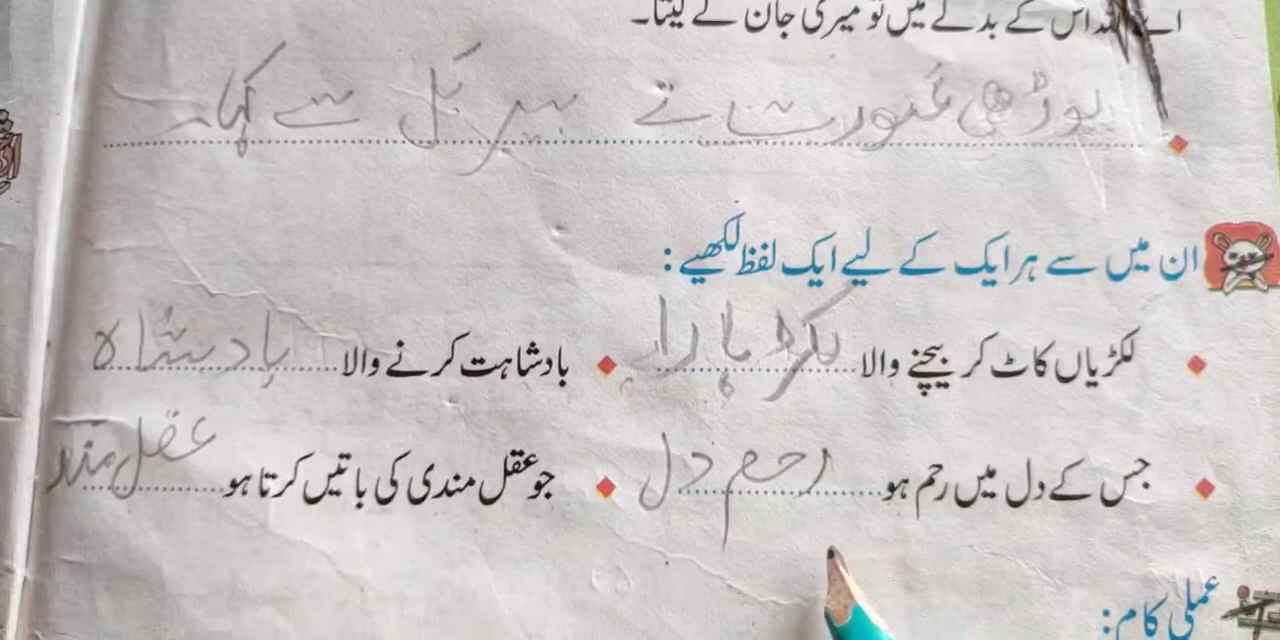 اے اللہ اس کے بدلے میں تو میری جان لے لیتا۔
بوڑھی عورت نے بیربل سے کہا۔
ان میں سے ہر ایک کے لیے ایک لفظ لکھیے:
لکڑیاں کاٹ کر بیچنے والا لکڑہارا بادشاہت کرنے والا بادشاہ
جس کے دل میں رحم ہو رحم دل جو عقل مندی کی باتیں کرتا ہو عقل مند
عملی کام: